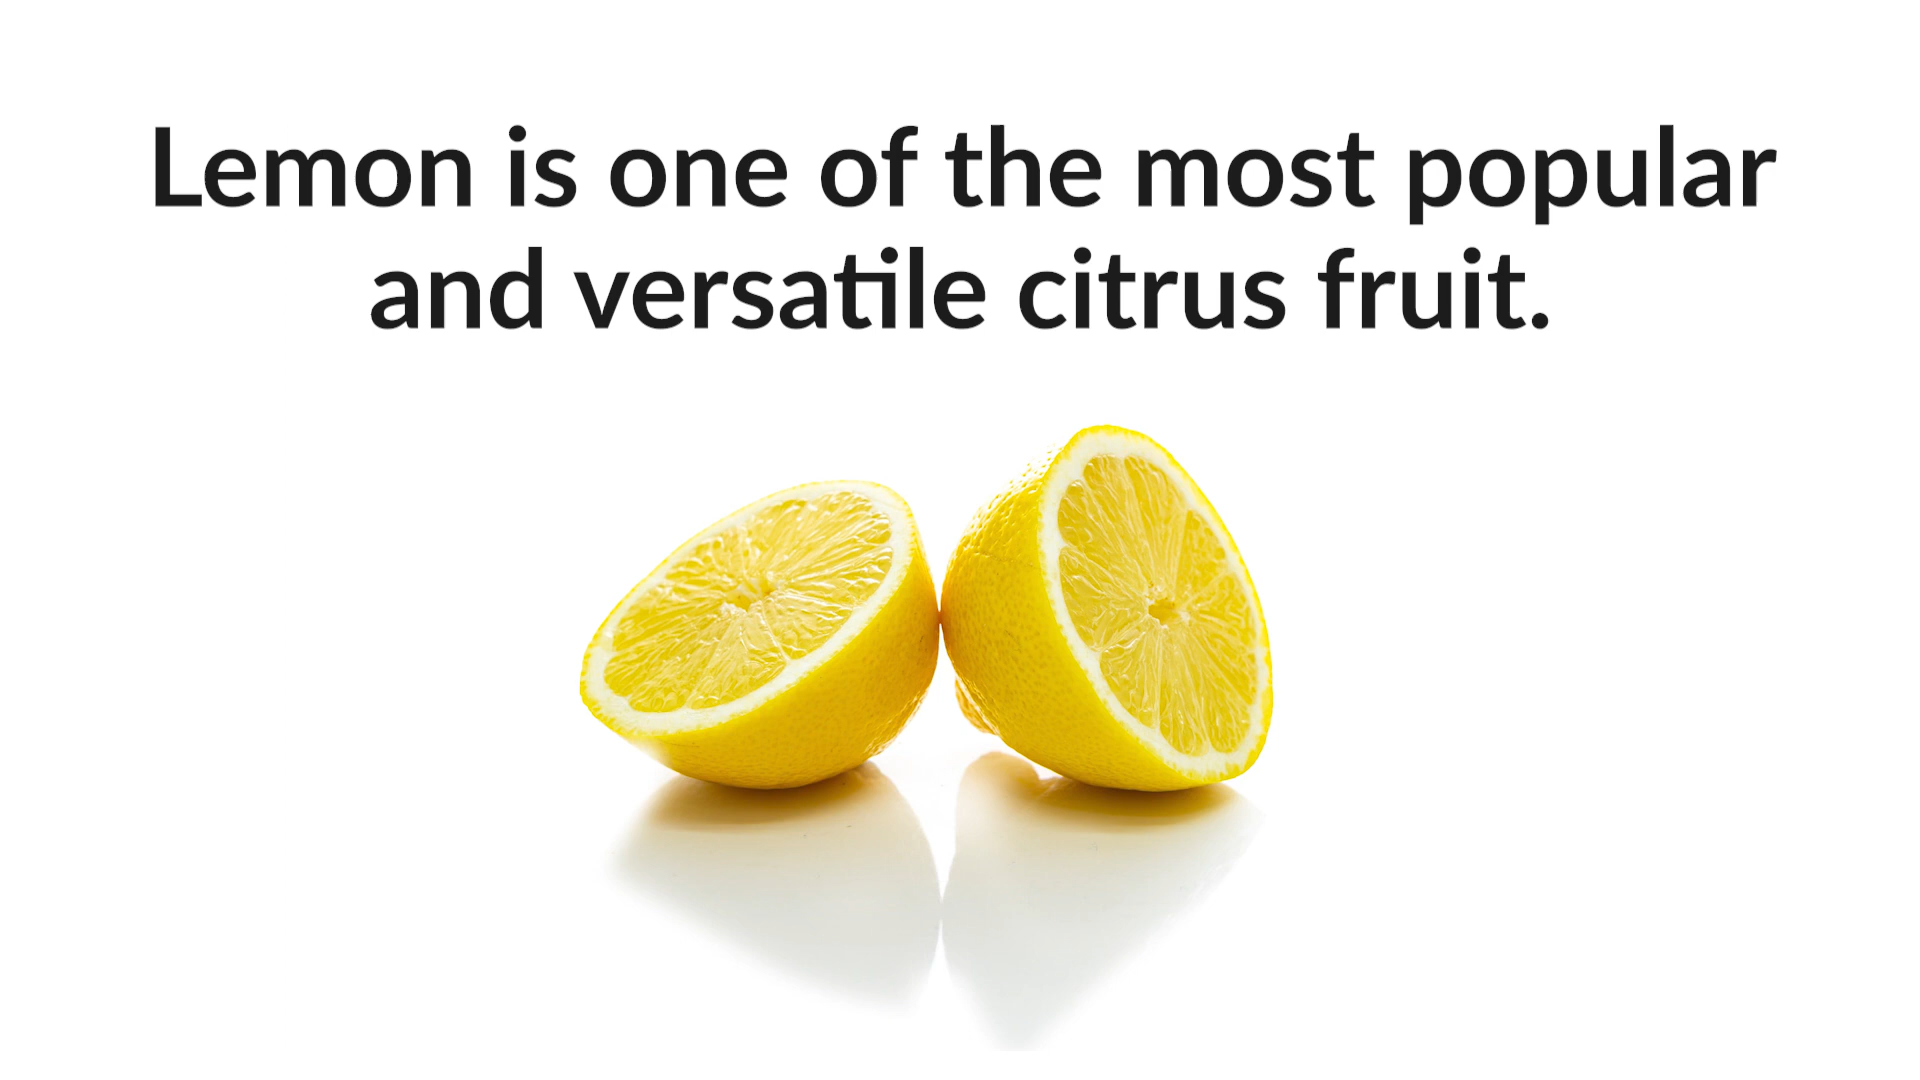 Lemon is one of the most popular
and versatile citrus fruit.